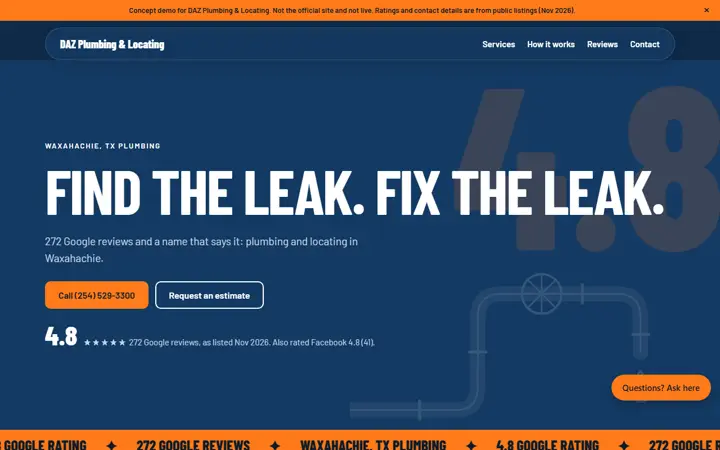 Concept demo for DAZ Plumbing & Locating. Not the official site and not live. Ratings and contact details are from public listings (Nov 2026).
×
DAZ Plumbing & Locating
Services How it works Reviews Contact
4.8
WAXAHACHIE, TX PLUMBING
FIND THE LEAK. FIX THE LEAK.
272 Google reviews and a name that says it: plumbing and locating in
Waxahachie.
Call (254) 529-3300
Request an estimate
4.8 ★★★★★ 272 Google reviews, as listed Nov 2026. Also rated Facebook 4.8 (41).
Questions? Ask here
GOOGLE RATING ✦ 272 GOOGLE REVIEWS ✦ WAXAHACHIE, TX PLUMBING ✦ 4.8 GOOGLE RATING ✦ 272 GOOGLE